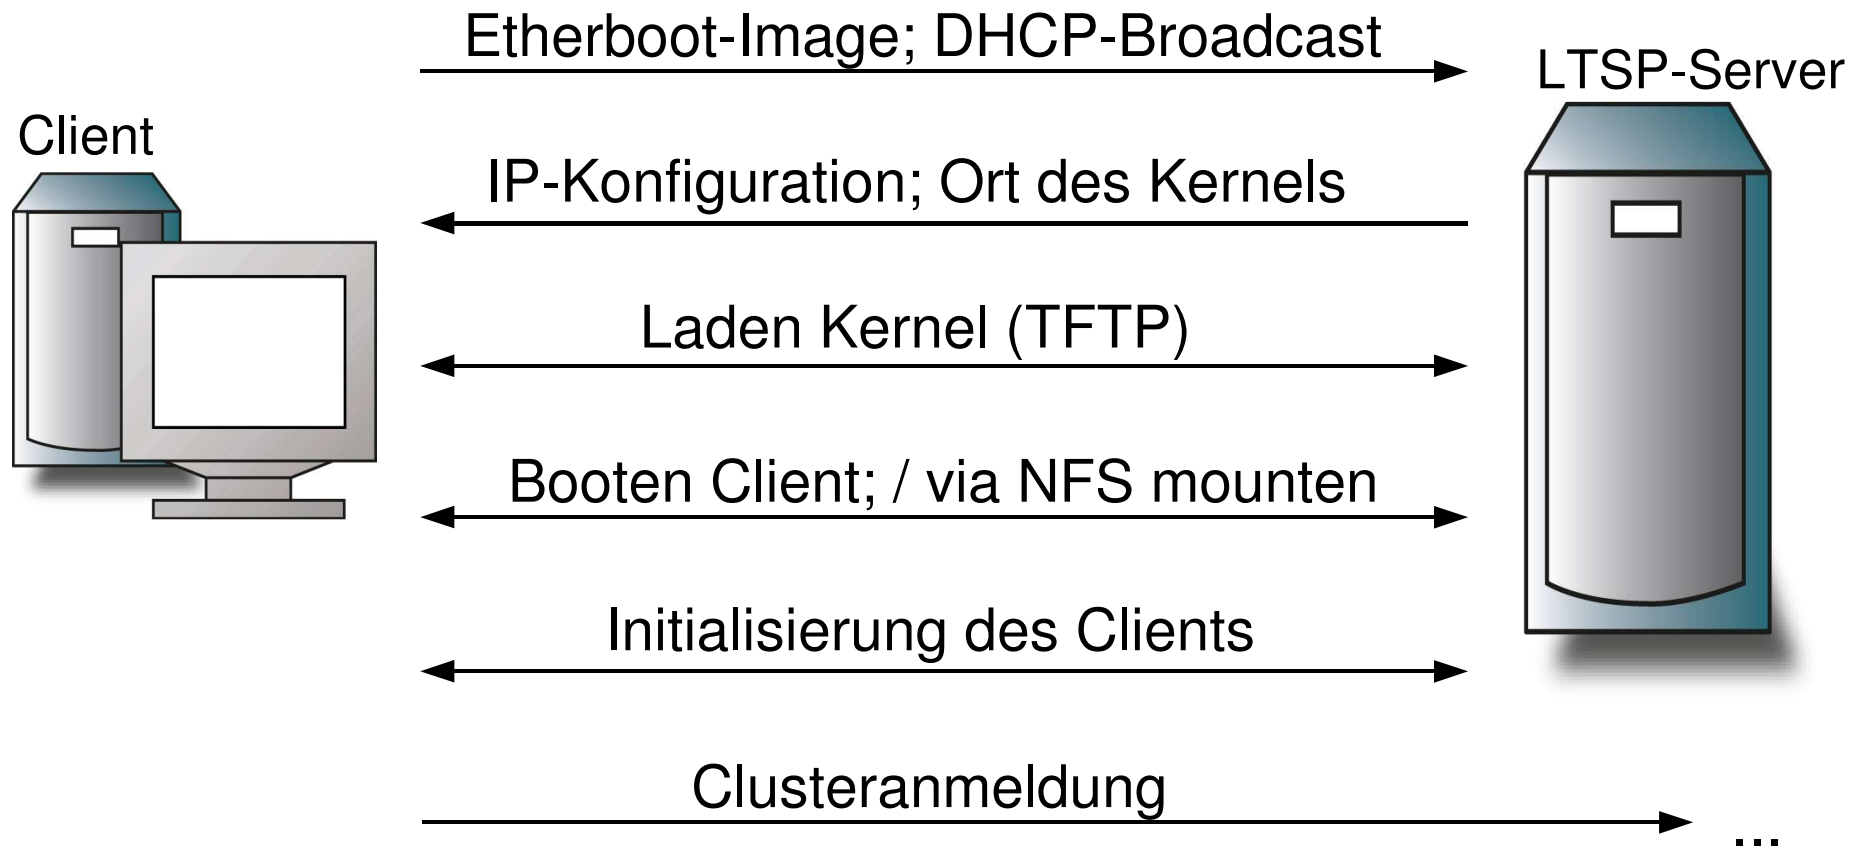 Etherboot-Image; DHCP-Broadcast
LTSP-Server
Client
IP-Konfiguration; Ort des Kernels
Laden Kernel (TFTP)
Booten Client; / via NFS mounten
Initialisierung des Clients
Clusteranmeldung
...